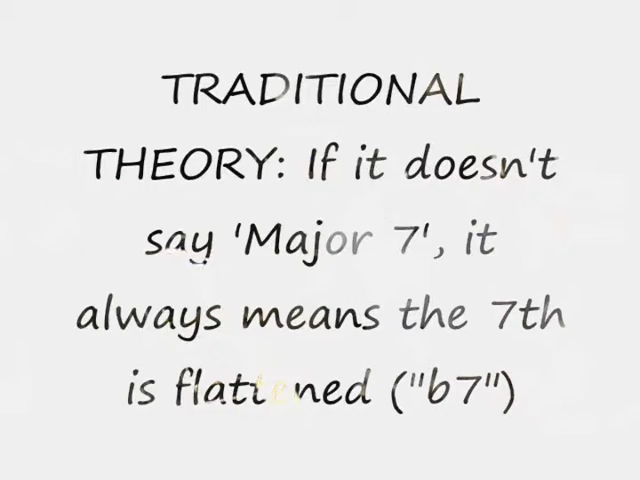 TRADITIONAL
THEORY: If it doesn't
say 'Major 7', it
always means the 7th
is flattened ("b7")